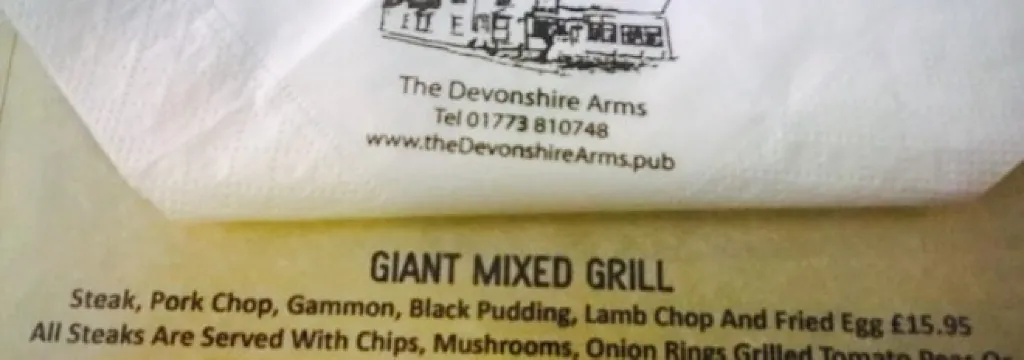 The Devonshire Arms
Tel 01773 810748
www.theDevonshireArms.pub
GIANT MIXED GRILL
Steak, Pork Chop, Gammon, Black Pudding, Lamb Chop And Fried Egg £15.95
All Steaks Are Served With Chips, Mushrooms, Onion Rings Grilled Tomato